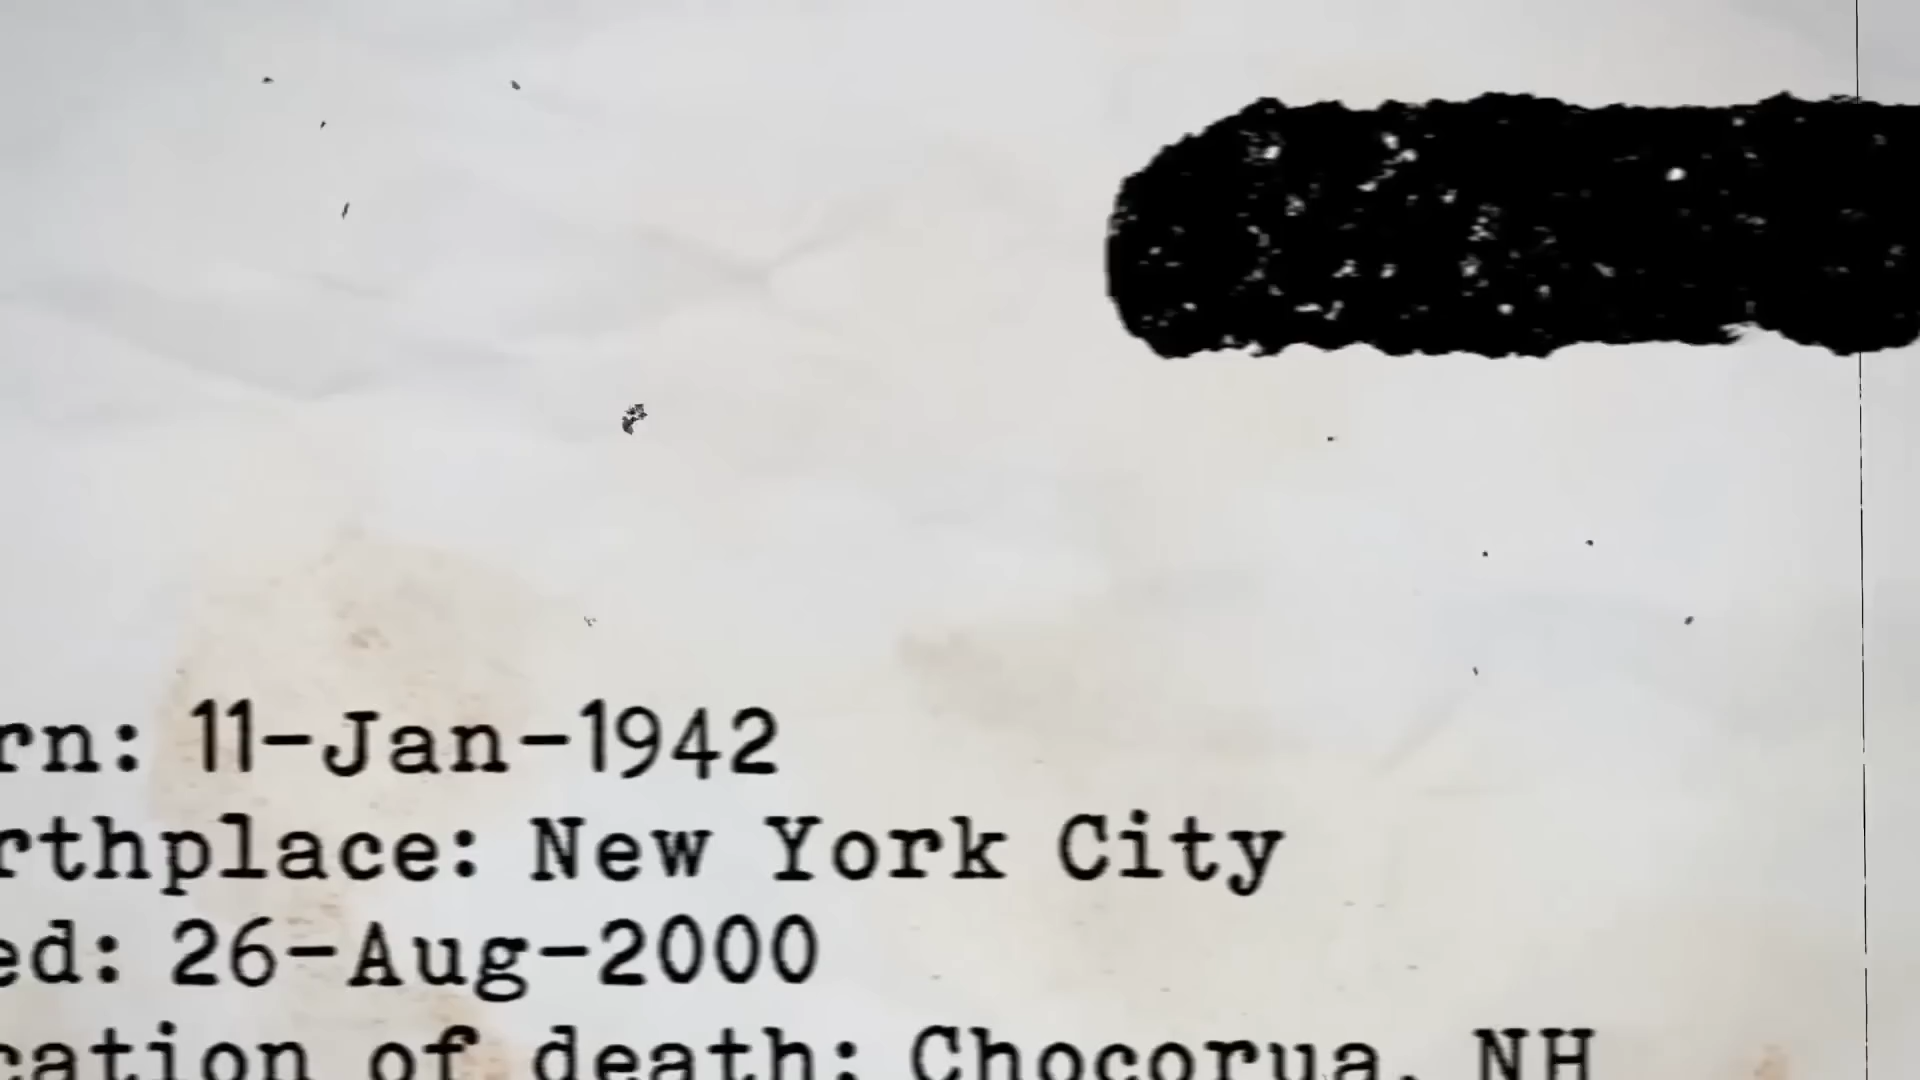 rn: 11-Jan-1942
rthplace: New York City
ed: 26-Aug-2000
cation of death: Chocorua, NH